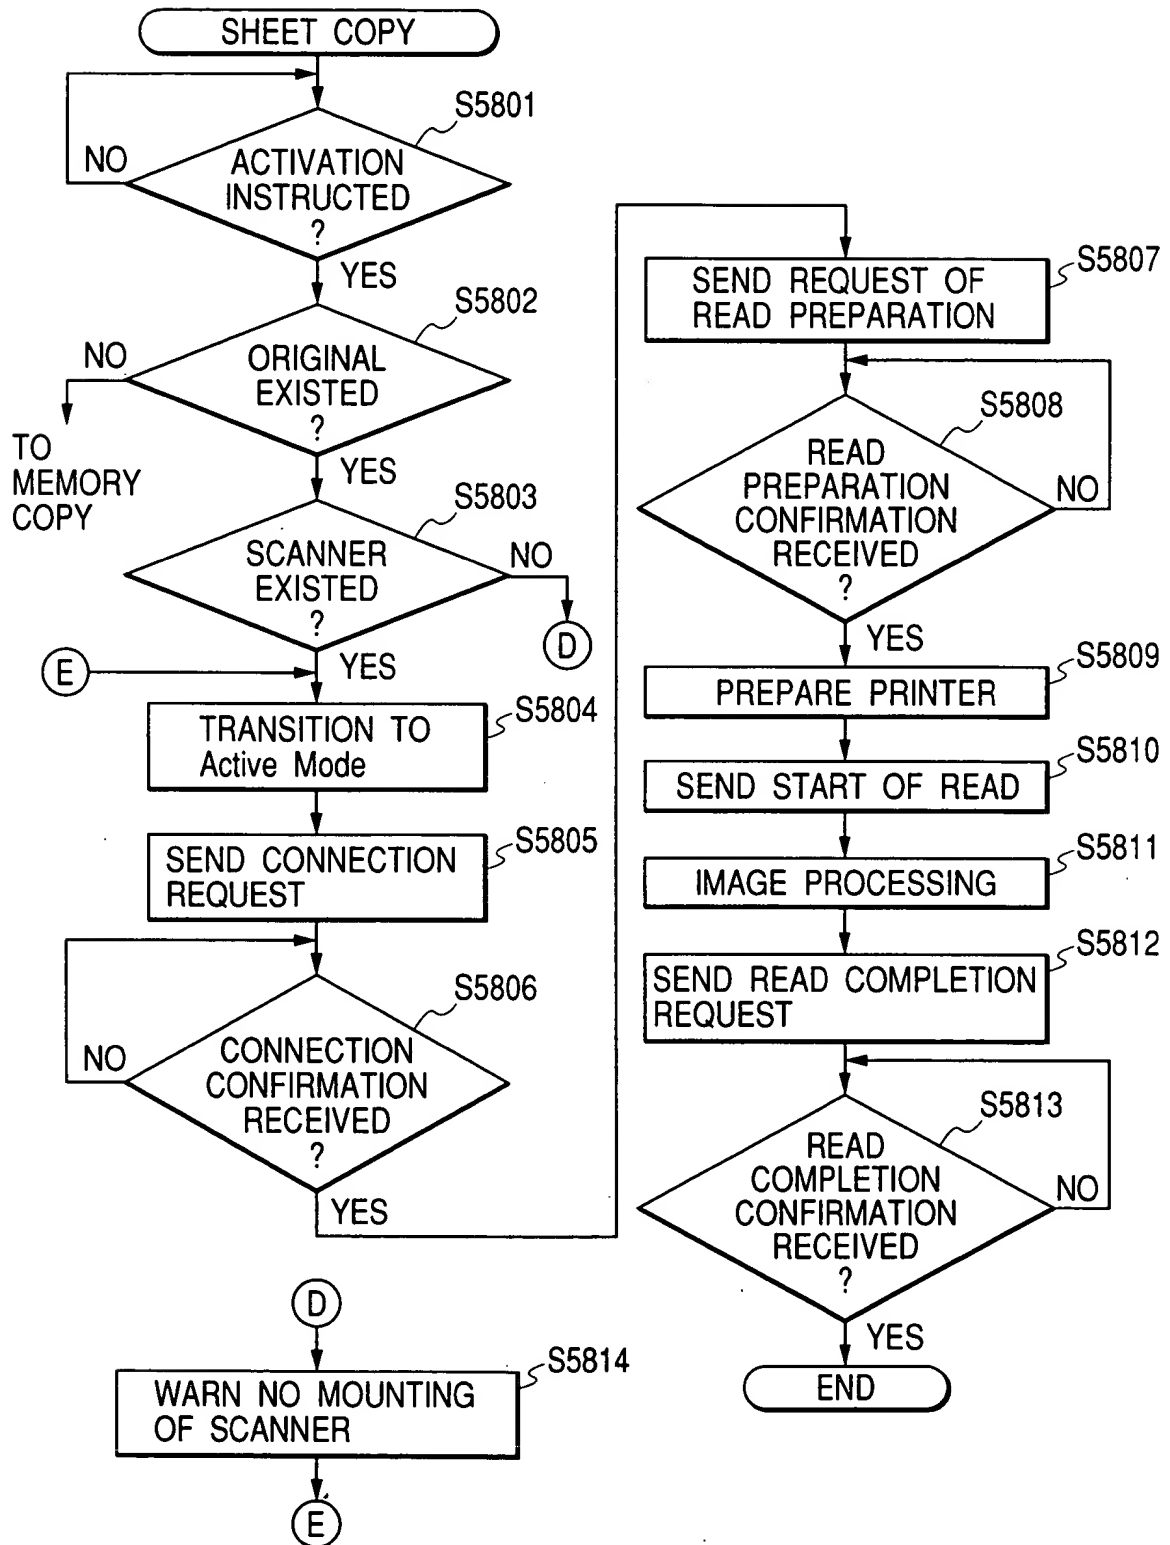 SHEET COPY
S5801
NO
ACTIVATION
INSTRUCTED
?
YES
S5802
NO
ORIGINAL
EXISTED
?
TO
MEMORY
COPY
YES
S5803
SCANNER
EXISTED
?
NO
D
E
YES
S5804
TRANSITION TO
Active Mode
S5805
SEND CONNECTION
REQUEST
S5806
NO
CONNECTION
CONFIRMATION
RECEIVED
?
YES
S5807
SEND REQUEST OF
READ PREPARATION
S5808
READ
PREPARATION
CONFIRMATION
RECEIVED
?
NO
YES
S5809
PREPARE PRINTER
S5810
SEND START OF READ
S5811
IMAGE PROCESSING
S5812
SEND READ COMPLETION
REQUEST
S5813
READ
COMPLETION
CONFIRMATION
RECEIVED
?
NO
YES
END
D
S5814
WARN NO MOUNTING
OF SCANNER
E